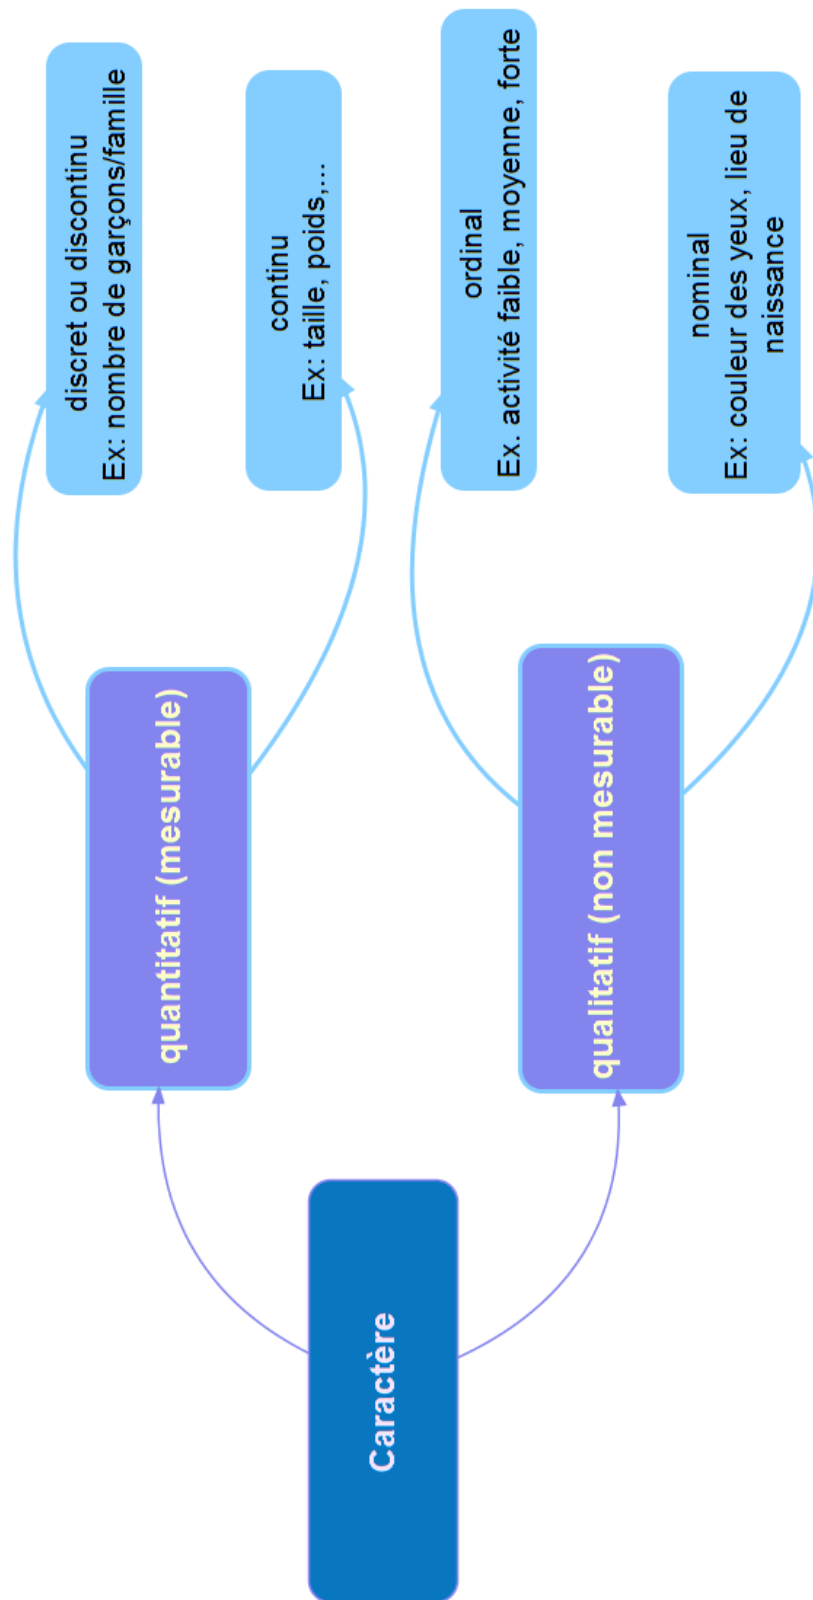 Caractère
quantitatif (mesurable)
discret ou discontinu
Ex: nombre de garçons/famille
continu
Ex: taille, poids,...
qualitatif (non mesurable)
ordinal
Ex. activité faible, moyenne, forte
nominal
Ex: couleur des yeux, lieu de
naissance